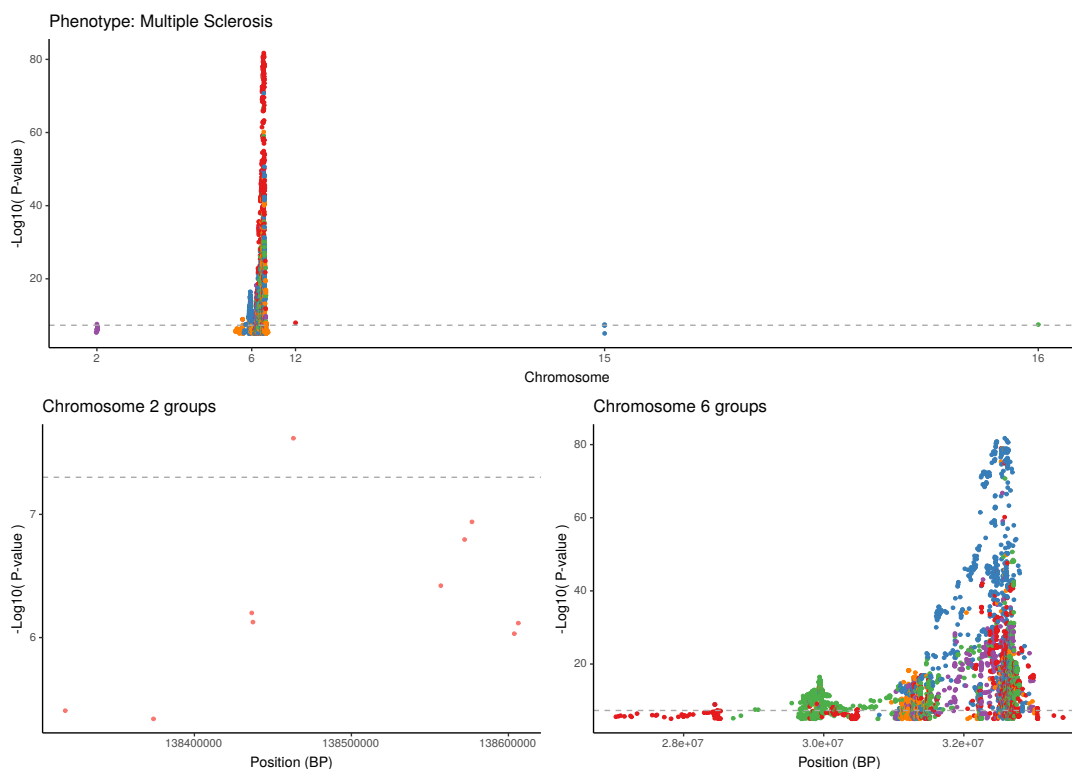 Phenotype: Multiple Sclerosis
-Log10( P-value )
80
60
40
20
2
6
12
15
16
Chromosome
Chromosome 2 groups
-Log10( P-value )
7
6
138400000
138500000
138600000
Position (BP)
Chromosome 6 groups
-Log10( P-value )
80
60
40
20
2.8e+07
3.0e+07
3.2e+07
Position (BP)